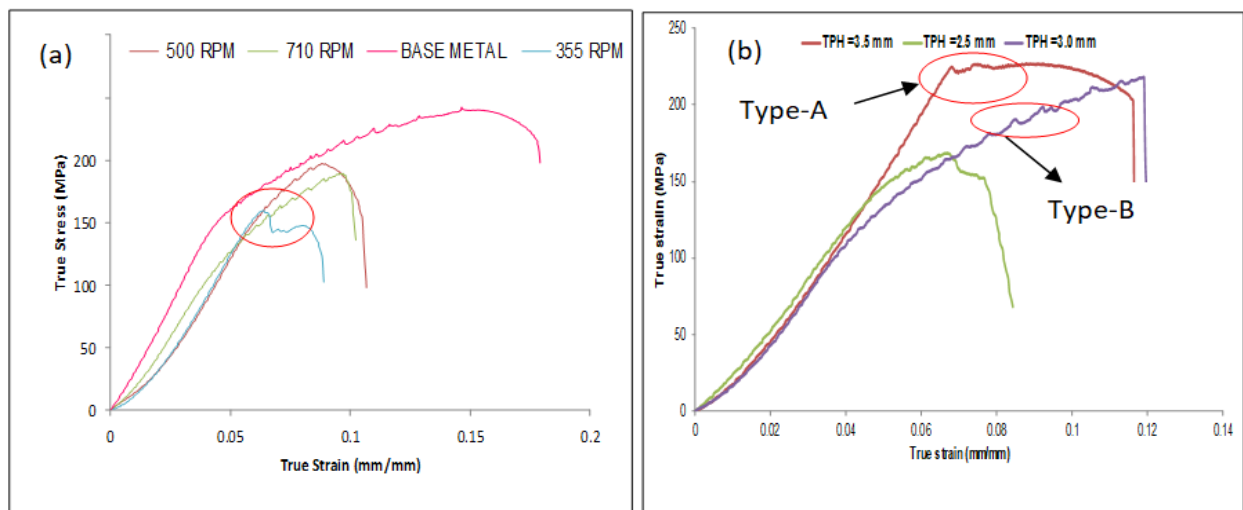 (a)
500 RPM 710 RPM BASE METAL 355 RPM
True Stress (MPa)
200
150
100
50
0
0 0.05 0.1 0.15 0.2
True Strain (mm/mm)
(b)
TPH =3.5 mm TPH =2.5 mm TPH =3.0 mm
Type-A
Type-B
True straiin (MPa)
250
200
150
100
50
0
0 0.02 0.04 0.06 0.08 0.1 0.12 0.14
True strain (mm/mm)